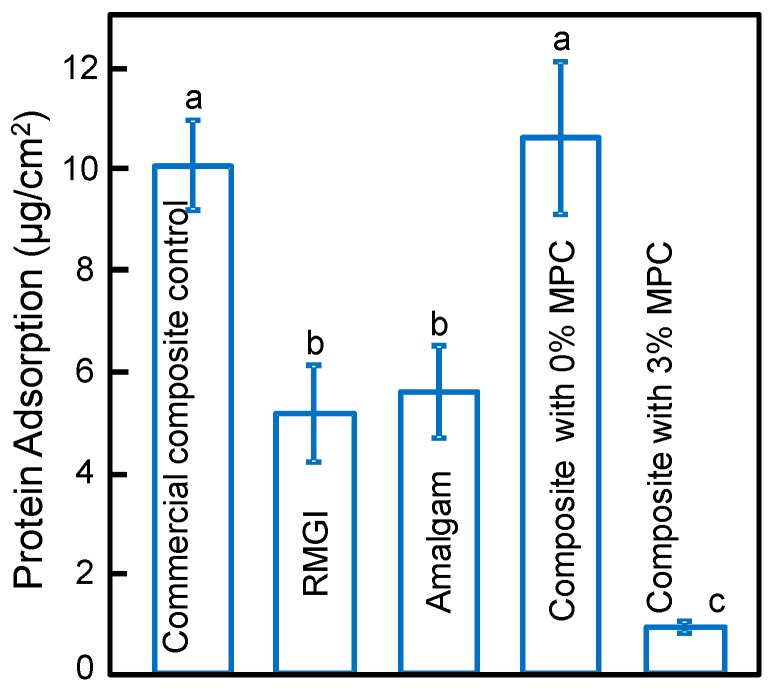 Protein Adsorption (µg/cm²)
12
10
8
6
4
2
0
a
Commercial composite control
b
RMGI
b
Amalgam
a
Composite with 0% MPC
Composite with 3% MPC
c